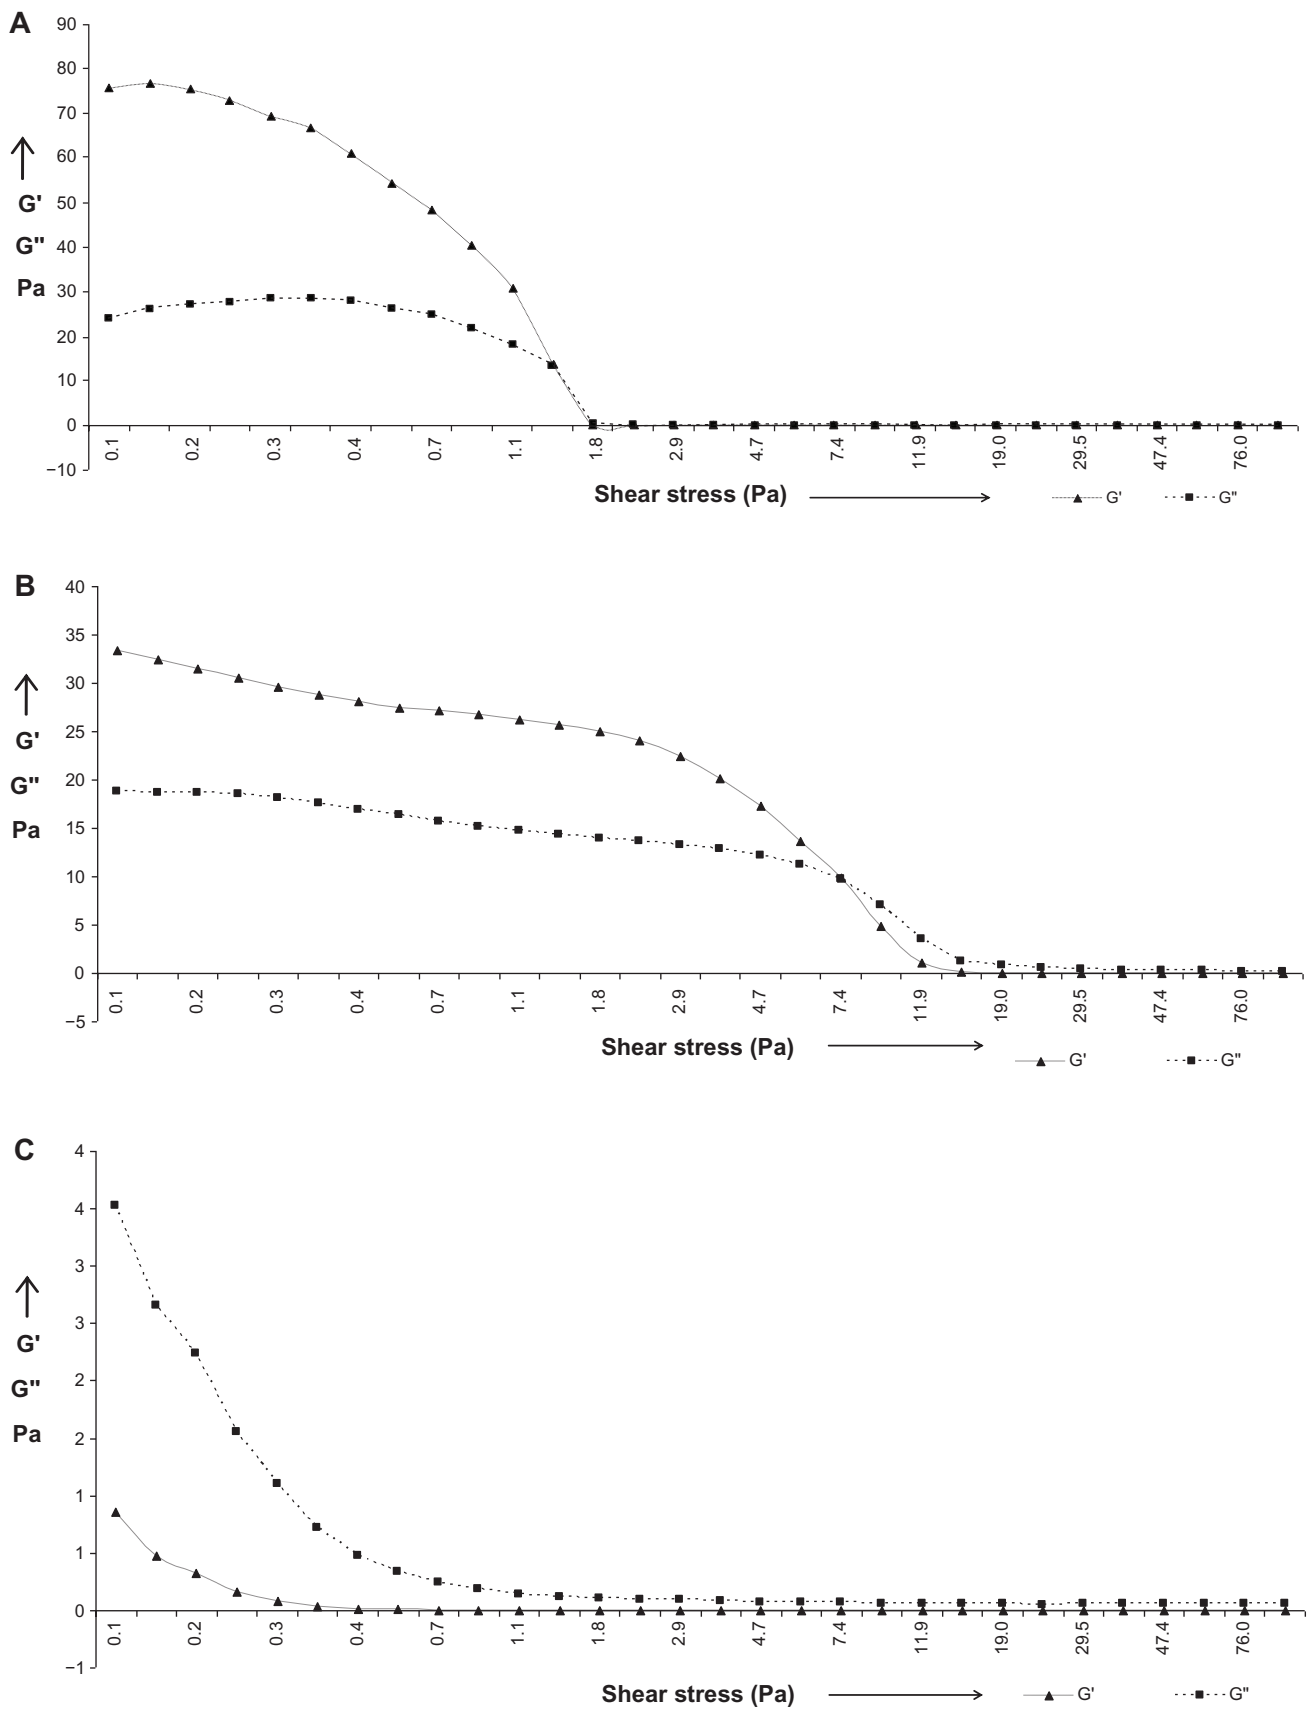 A
90
80
70
60
50
40
30
20
10
0
−10
G'
G"
Pa
0.1 0.2 0.3 0.4 0.7 1.1 1.8 2.9 4.7 7.4 11.9 19.0 29.5 47.4 76.0
Shear stress (Pa)
G' G"
B
40
35
30
25
20
15
10
5
0
−5
G'
G"
Pa
0.1 0.2 0.3 0.4 0.7 1.1 1.8 2.9 4.7 7.4 11.9 19.0 29.5 47.4 76.0
Shear stress (Pa)
G' G"
C
4
4
3
3
2
2
1
1
0
−1
G'
G"
Pa
0.1 0.2 0.3 0.4 0.7 1.1 1.8 2.9 4.7 7.4 11.9 19.0 29.5 47.4 76.0
Shear stress (Pa)
G' G"